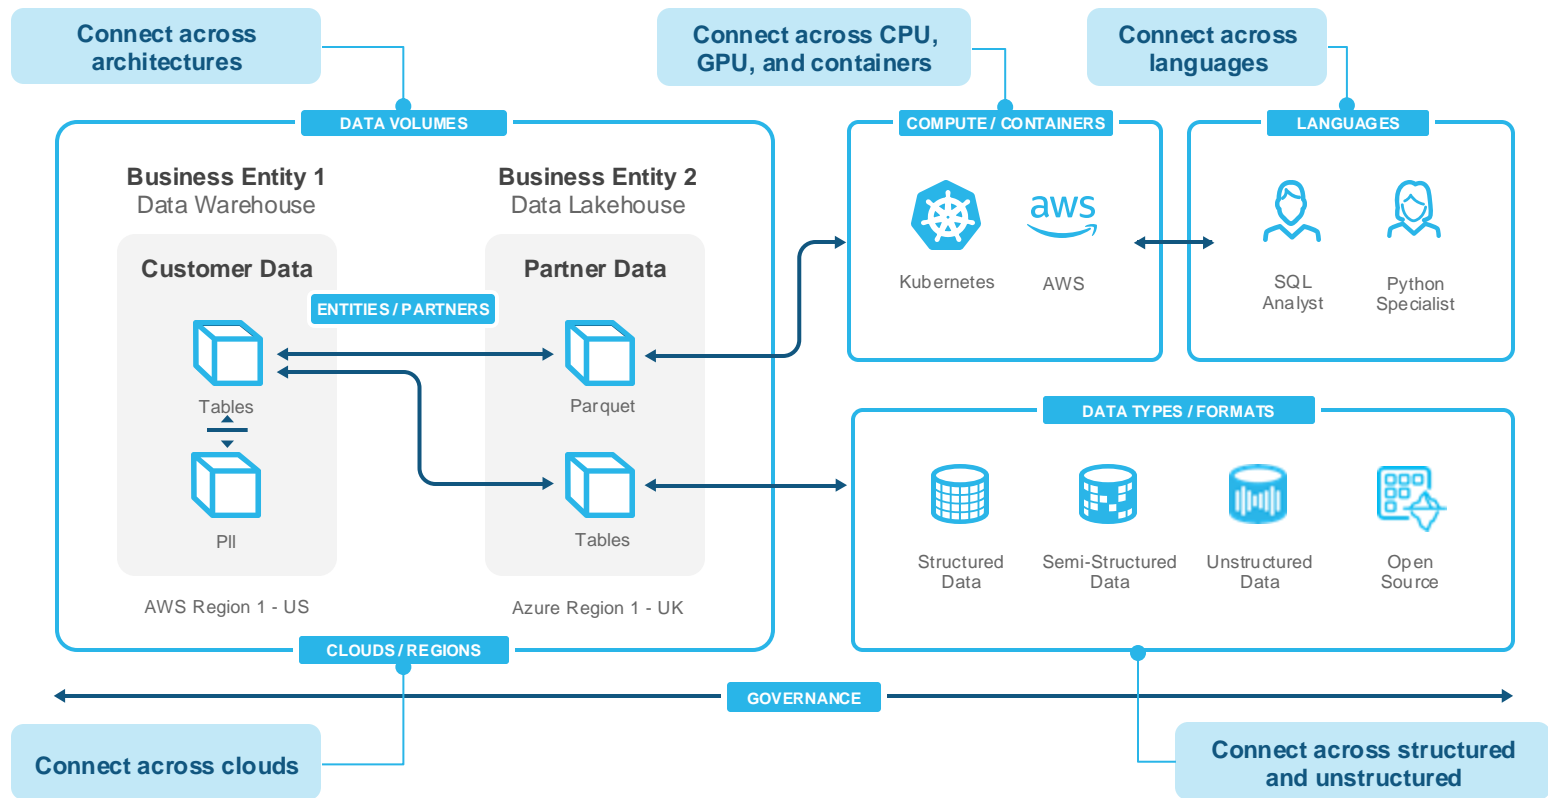 Connect across
architectures
Connect across CPU,
GPU, and containers
Connect across
languages
DATA VOLUMES
COMPUTE / CONTAINERS
LANGUAGES
Business Entity 1
Data Warehouse
Business Entity 2
Data Lakehouse
Customer Data
Partner Data
ENTITIES / PARTNERS
Tables
PII
Parquet
Tables
AWS Region 1 - US
Azure Region 1 - UK
aws
Kubernetes
AWS
SQL
Analyst
Python
Specialist
DATA TYPES / FORMATS
Structured
Data
Semi-Structured
Data
Unstructured
Data
Open
Source
CLOUDS / REGIONS
GOVERNANCE
Connect across clouds
Connect across structured
and unstructured